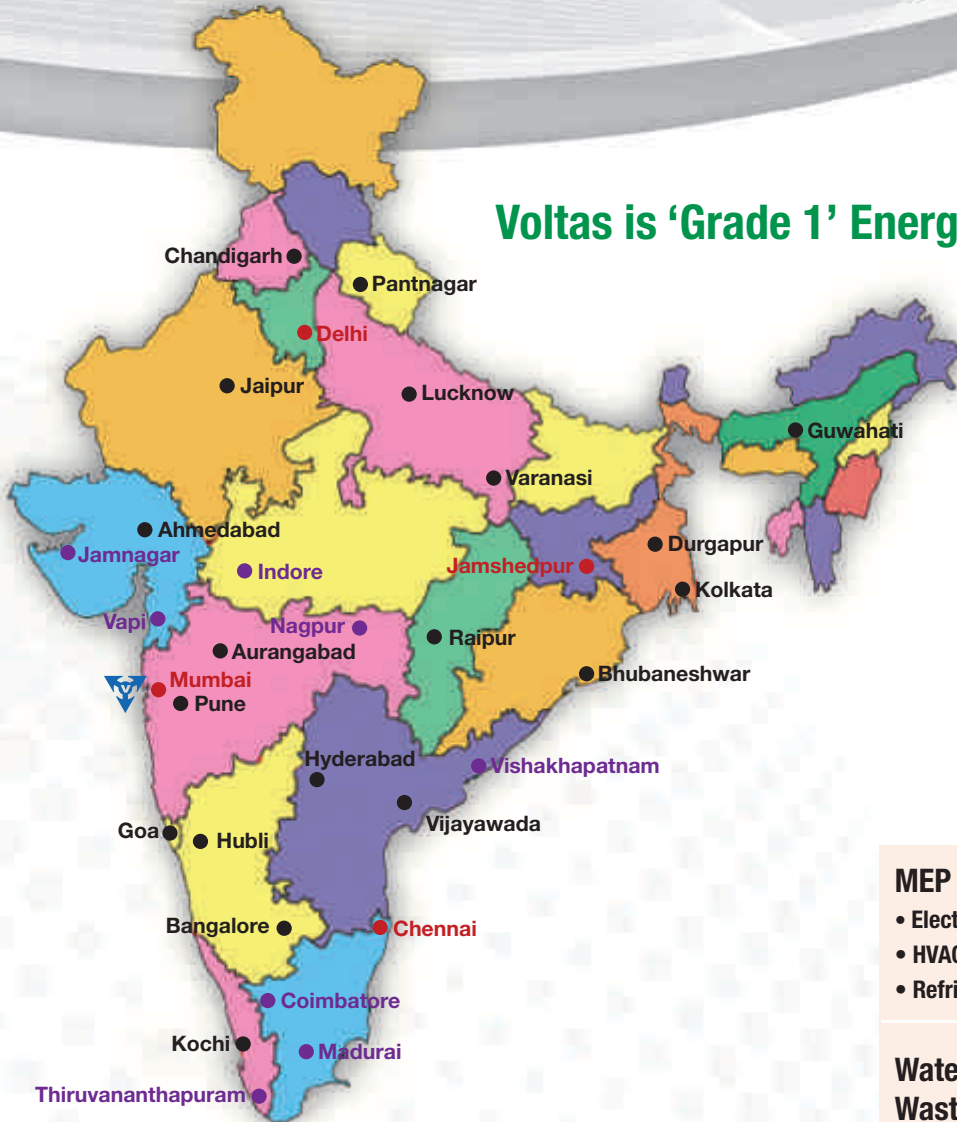 Voltas is ‘Grade 1’ Energ
Chandigarh
Pantnagar
Delhi
Jaipur
Lucknow
Guwahati
Varanasi
Ahmedabad
Durgapur
Jamnagar
Jamshedpur
Indore
Kolkata
Vapi
Nagpur
Raipur
Aurangabad
Bhubaneshwar
Mumbai
Pune
Hyderabad
Vishakhapatnam
Vijayawada
Goa
Hubli
Bangalore
Chennai
Coimbatore
Kochi
Madurai
Thiruvananthapuram
MEP
• Elect
• HVAC
• Refri
Wate
Wast